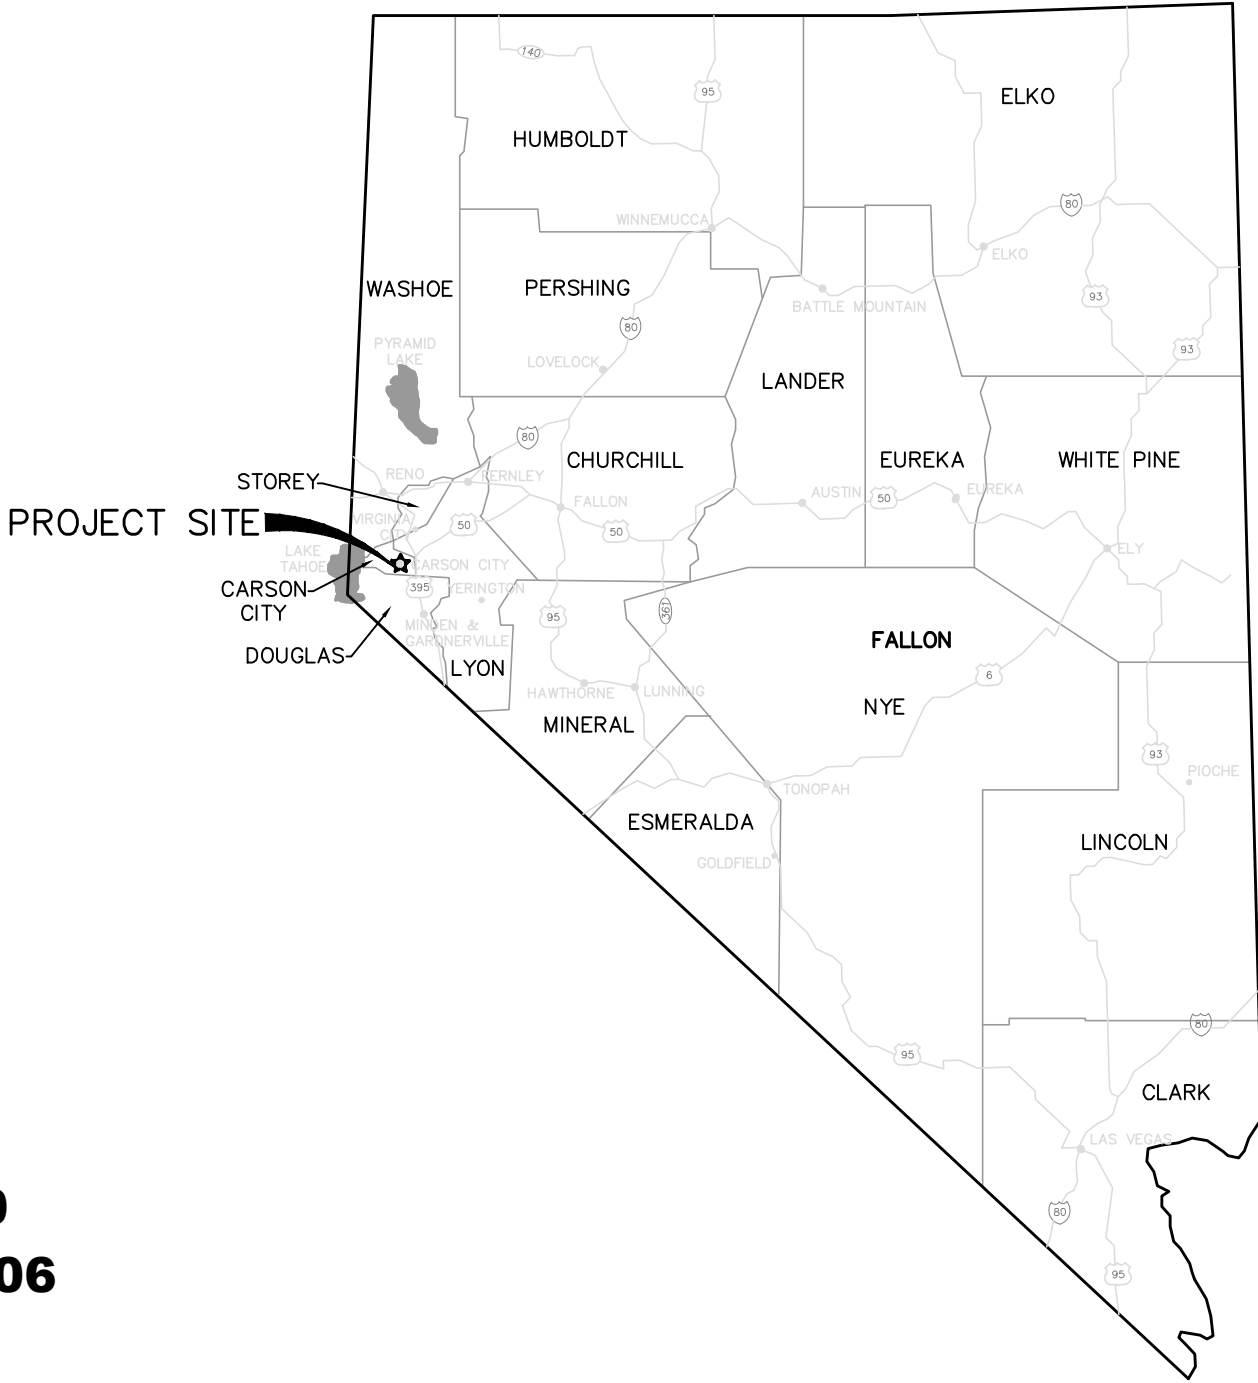 140
95
ELKO
HUMBOLDT
80
WINNEMUCCA
ELKO
WASHOE
PERSHING
93
BATTLE MOUNTAIN
80
PYRAMID
LAKE
93
LOVELOCK
LANDER
80
CHURCHILL
EUREKA
WHITE PINE
STOREY
RENO
FERNLEY
AUSTIN
50
EUREKA
FALLON
PROJECT SITE
VIRGINIA
CITY
50
50
LAKE
TAHOE
CARSON CITY
ELY
CARSON
CITY
395
YERINGTON
95
361
MINDEN &
GARDNERVILLE
DOUGLAS
FALLON
LYON
6
HAWTHORNE
LUNNING
NYE
MINERAL
93
PIOCHE
TONOPAH
ESMERALDA
LINCOLN
GOLDFIELD
80
95
CLARK
LAS VEGAS
80
06
95